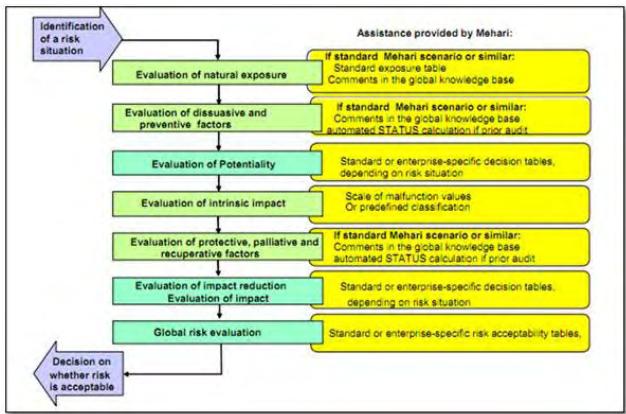 Identification
of a risk
situation
Assistance provided by Mehari:
Evaluation of natural exposure
If standard Mehari scenario or similar:
Standard exposure table
Comments in the global knowledge base
Evaluation of dissuasive and
preventive factors
If standard Mehari scenario or similar:
Comments in the global knowledge base
automated STATUS calculation if prior audit
Evaluation of Potentiality
Standard or enterprise-specific decision tables,
depending on risk situation
Evaluation of intrinsic impact
Scale of malfunction values
Or predefined classification
Evaluation of protective, palliative and
recuperative factors
If standard Mehari scenario or similar:
Comments in the global knowledge base
automated STATUS calculation if prior audit
Evaluation of impact reduction
Evaluation of impact
Standard or enterprise-specific decision tables,
depending on risk situation
Global risk evaluation
Standard or enterprise-specific risk acceptability tables,
Decision on
whether risk
is acceptable